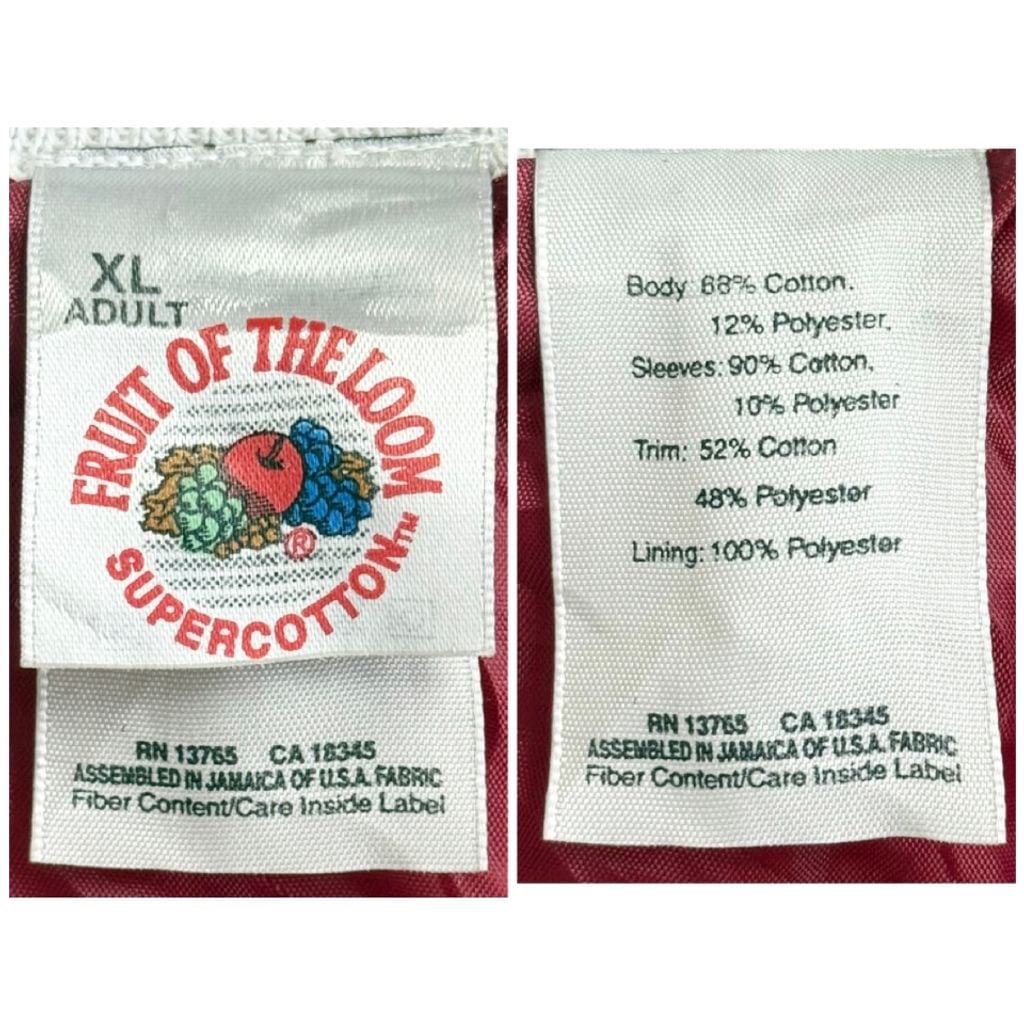 XL
ADULT
FRUIT OF THE LOOM
®
SUPERCOTTON™
RN 13765 CA 18345
ASSEMBLED IN JAMAICA OF U.S.A. FABRIC
Fiber Content/Care Inside Label
Body: 88% Cotton.
12% Polyester.
Sleeves: 90% Cotton.
10% Polyester
Trim: 52% Cotton
48% Polyester
Lining: 100% Polyester
RN 13765 CA 18345
ASSEMBLED IN JAMAICA OF U.S.A. FABRIC
Fiber Content/Care Inside Label